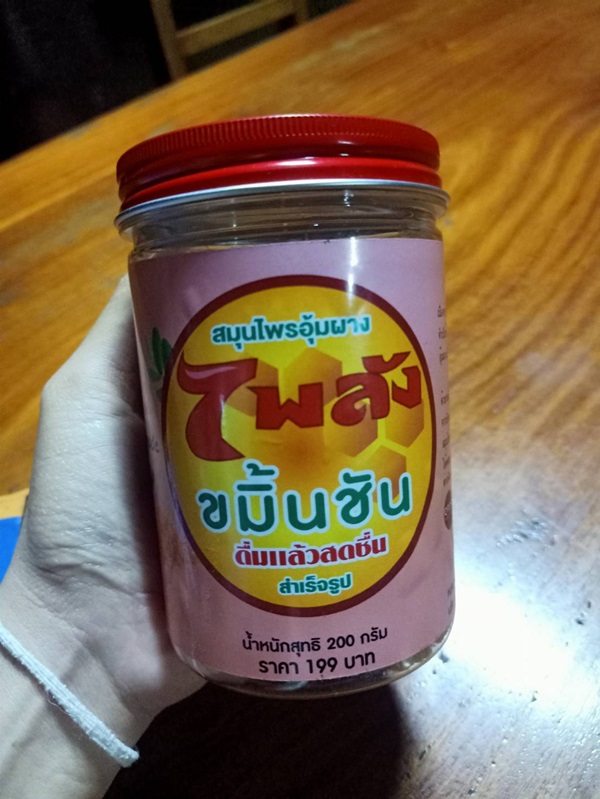 สมุนไพรอุ้มผาง
ไพลัง
ขมิ้นชัน
ดื่มแล้วสดชื่น
สำเร็จรูป
น้ำหนักสุทธิ 200 กรัม
ราคา 199 บาท